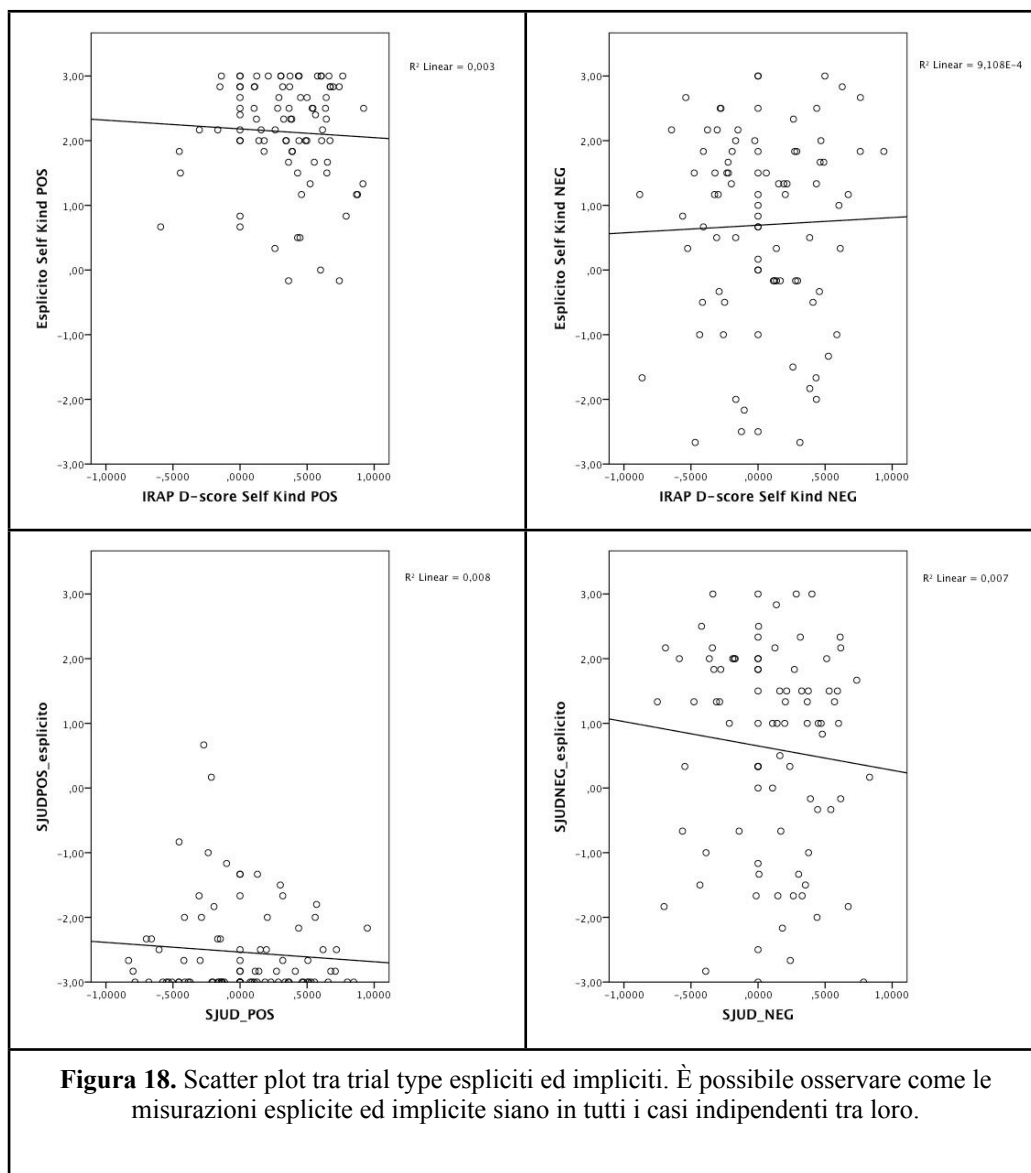 R² Linear = 0,003
Esplicito Self Kind POS
3,00
2,00
1,00
,00
-1,00
-2,00
-3,00
-1,0000 -,5000 ,0000 ,5000 1,0000
IRAP D-score Self Kind POS
R² Linear = 9,108E-4
Esplicito Self Kind NEG
3,00
2,00
1,00
,00
-1,00
-2,00
-3,00
-1,0000 -,5000 ,0000 ,5000 1,0000
IRAP D-score Self Kind NEG
R² Linear = 0,008
SJUDPOS_esplicito
3,00
2,00
1,00
,00
-1,00
-2,00
-3,00
-1,0000 -,5000 ,0000 ,5000 1,0000
SJUD_POS
R² Linear = 0,007
SJUDNEG_esplicito
3,00
2,00
1,00
,00
-1,00
-2,00
-3,00
-1,0000 -,5000 ,0000 ,5000 1,0000
SJUD_NEG
Figura 18. Scatter plot tra trial type espliciti ed impliciti. È possibile osservare come le
misurazioni esplicite ed implicite siano in tutti i casi indipendenti tra loro.